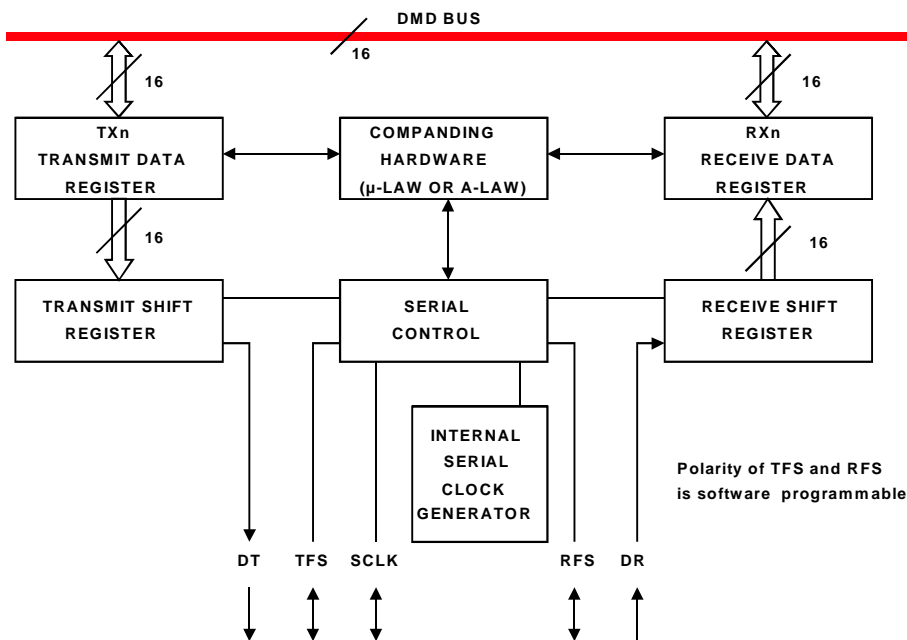 DMD BUS
16
16
16
TXn
TRANSMIT DATA
REGISTER
COMPANDING
HARDWARE
(µ-LAW OR A-LAW)
RXn
RECEIVE DATA
REGISTER
16
16
TRANSMIT SHIFT
REGISTER
SERIAL
CONTROL
RECEIVE SHIFT
REGISTER
INTERNAL
SERIAL
CLOCK
GENERATOR
Polarity of TFS and RFS
is software programmable
DT
TFS
SCLK
RFS
DR